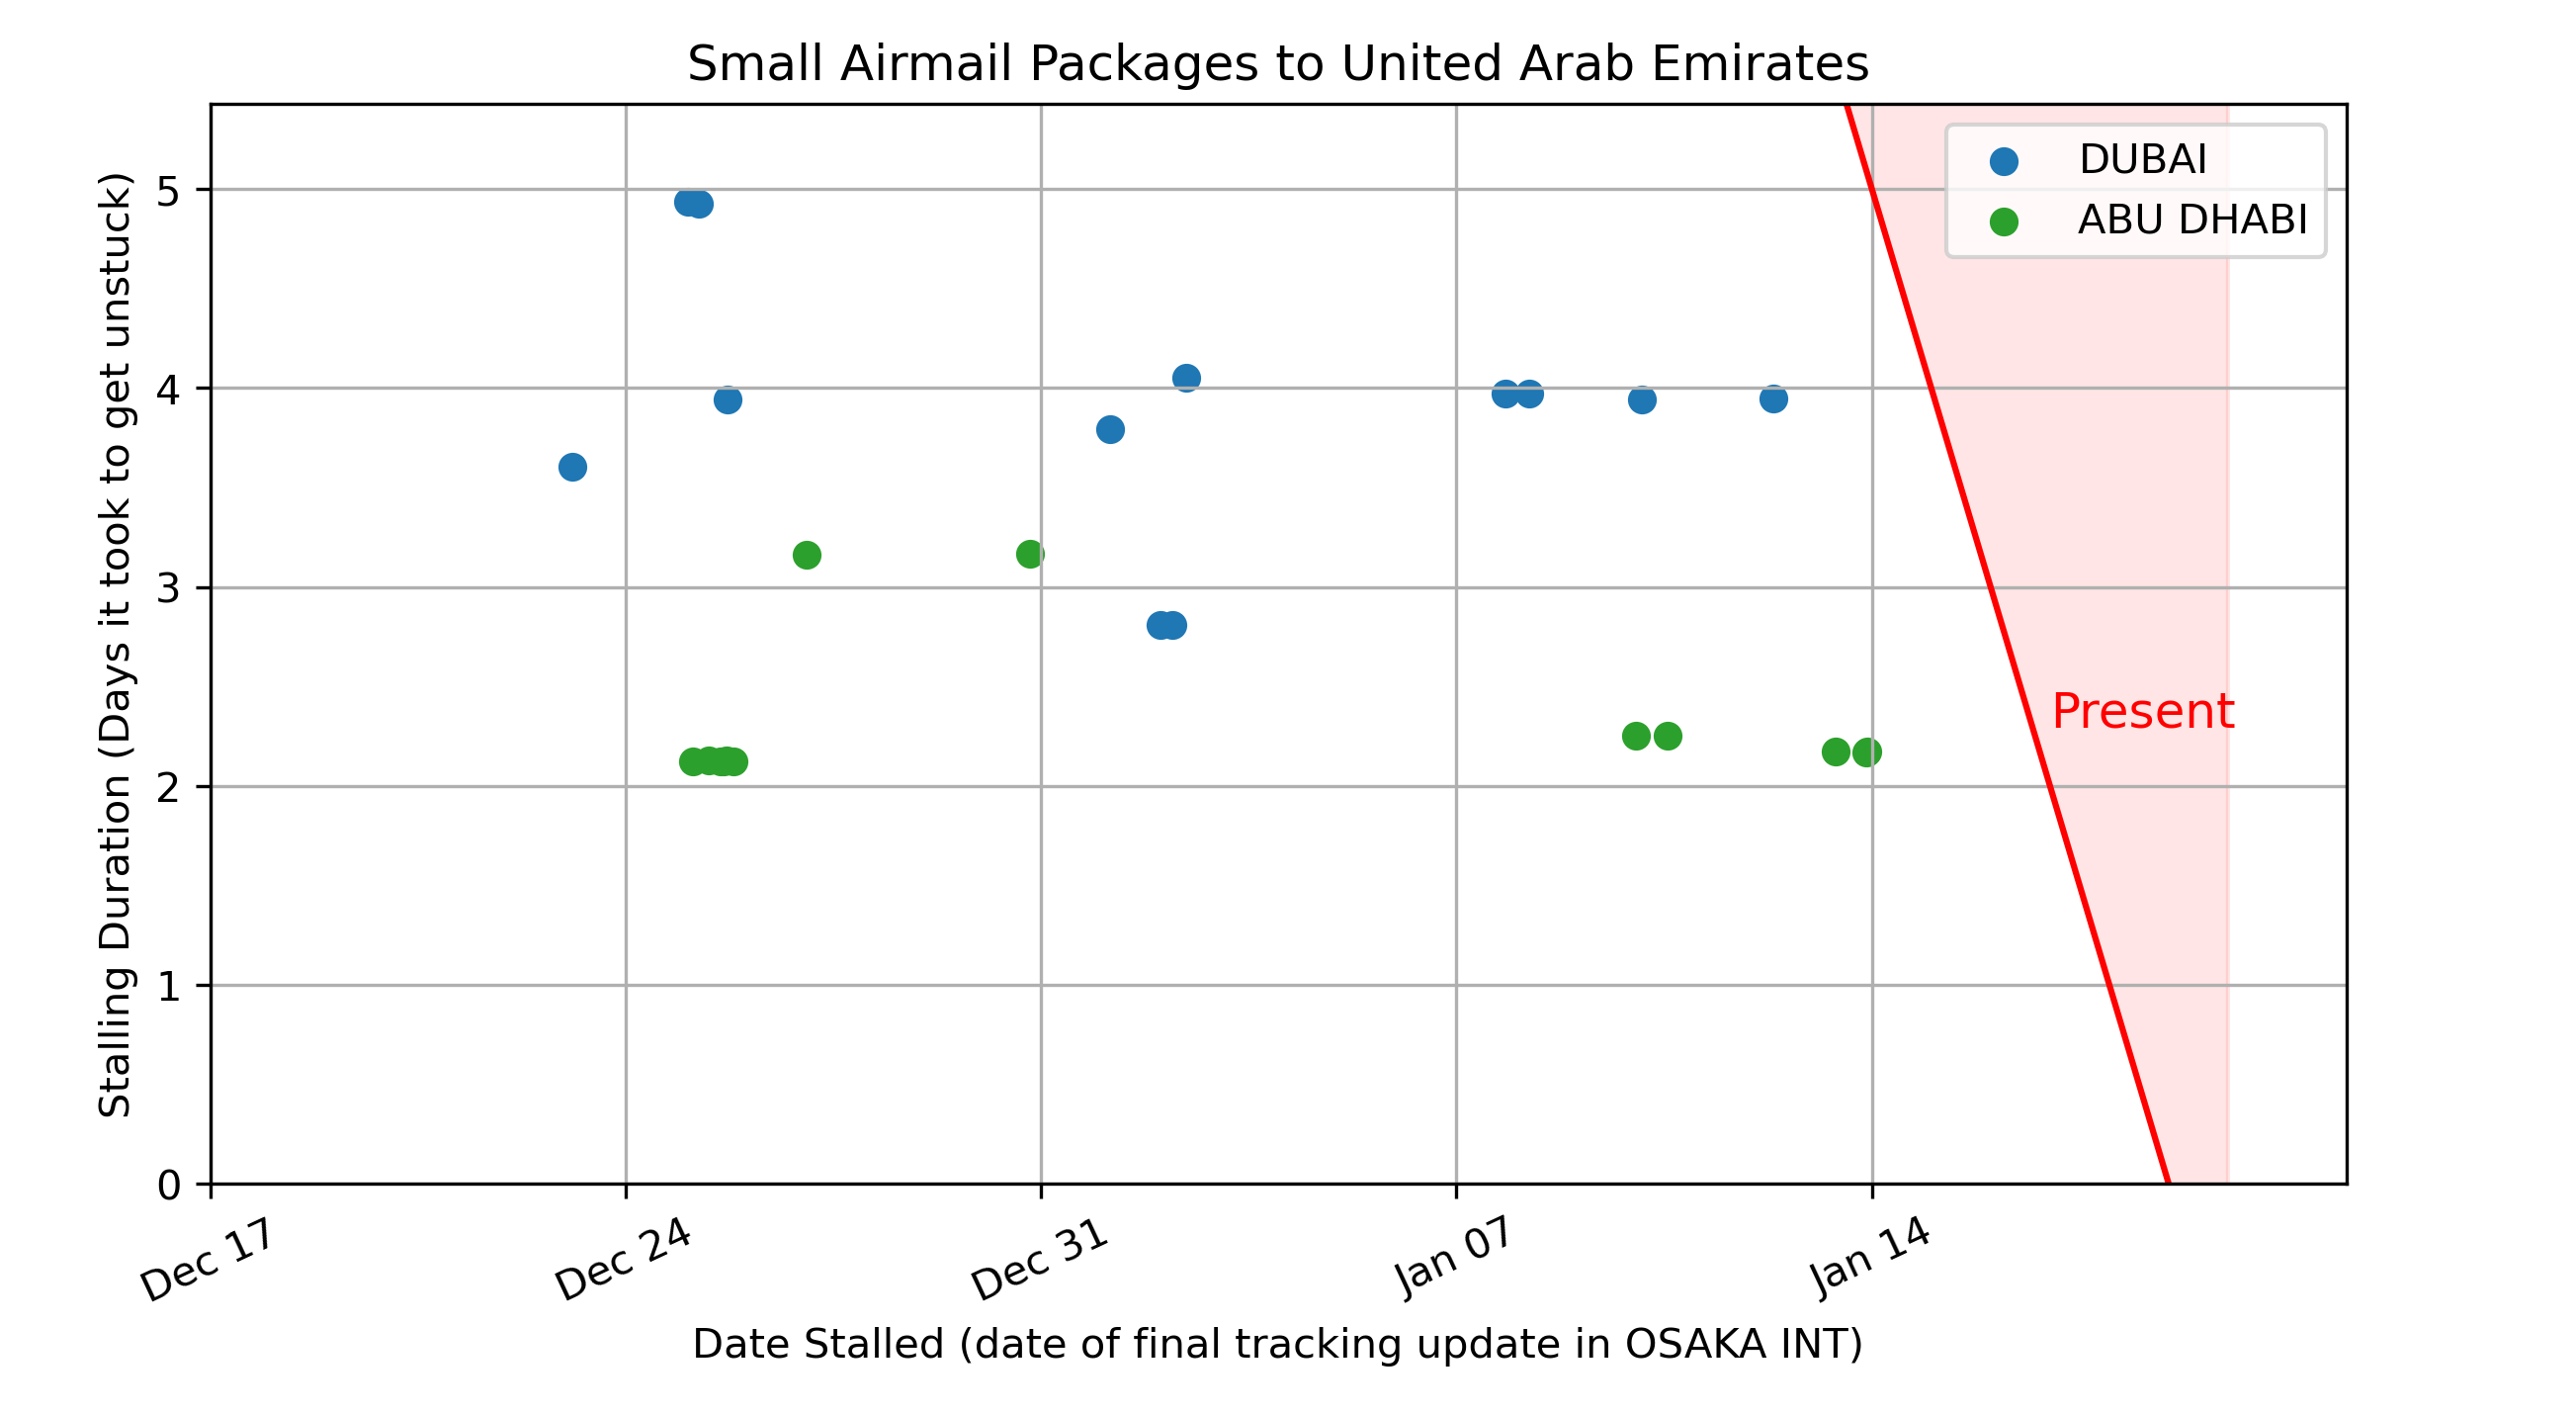 Small Airmail Packages to United Arab Emirates
DUBAI
ABU DHABI
Present
Stalling Duration (Days it took to get unstuck)
5
4
3
2
1
0
Dec 17
Dec 24
Dec 31
Jan 07
Jan 14
Date Stalled (date of final tracking update in OSAKA INT)